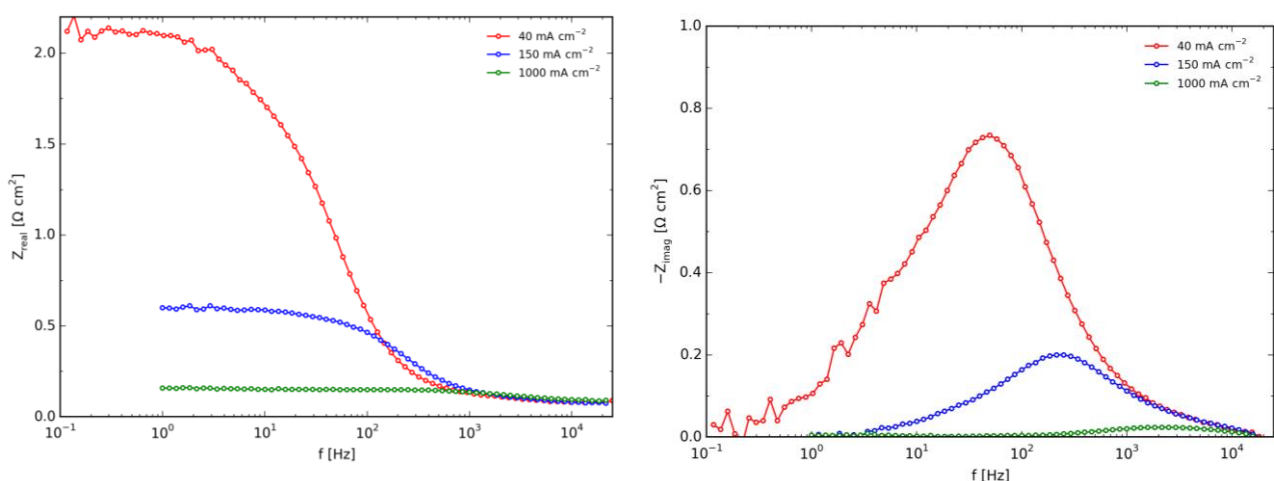 2.0
1.5
1.0
0.5
0.0
Z_real [Ω cm²]
10⁻¹ 10⁰ 10¹ 10² 10³ 10⁴
f [Hz]
40 mA cm⁻²
150 mA cm⁻²
1000 mA cm⁻²
1.0
0.8
0.6
0.4
0.2
0.0
−Z_imag [Ω cm²]
10⁻¹ 10⁰ 10¹ 10² 10³ 10⁴
f [Hz]
40 mA cm⁻²
150 mA cm⁻²
1000 mA cm⁻²